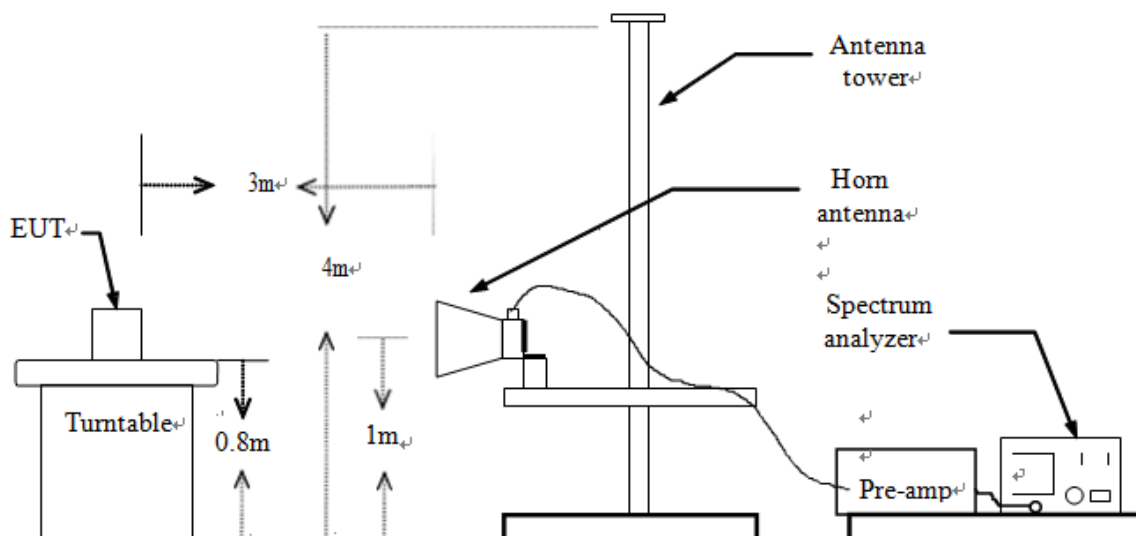 Antenna
tower↵
3m↵
Horn
antenna↵
↵
↵
EUT↵
4m↵
Spectrum
analyzer↵
Turntable↵
0.8m
1m↵
↵
↵
↵
Pre-amp↵